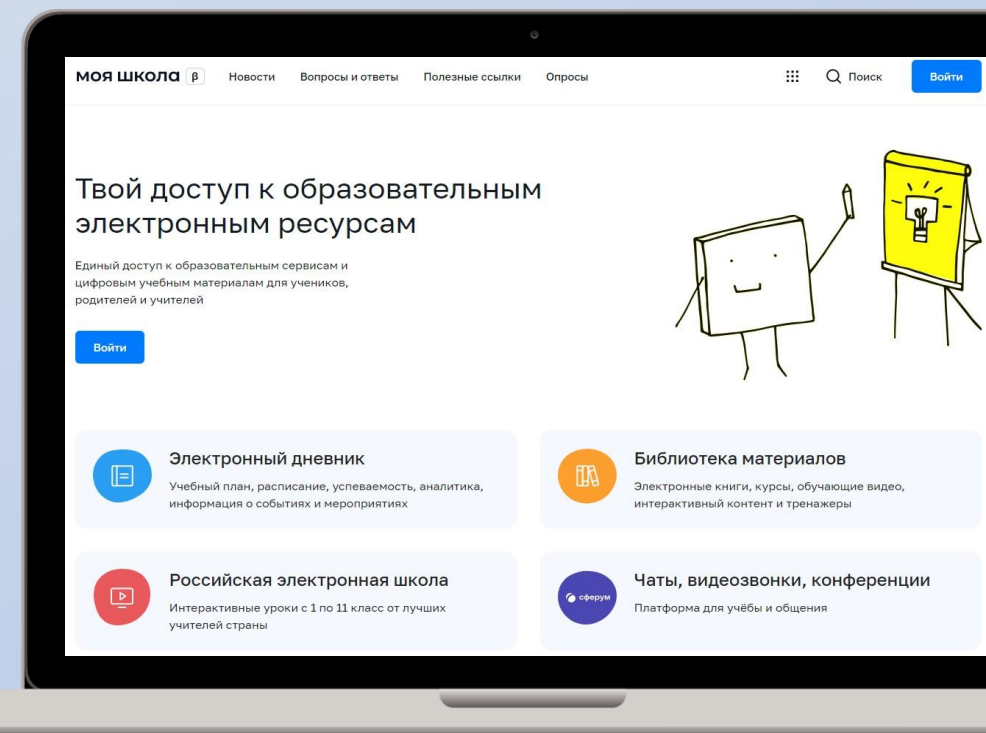 моя школа β
Новости
Вопросы и ответы
Полезные ссылки
Опросы
Поиск
Войти
Твой доступ к образовательным
электронным ресурсам
Единый доступ к образовательным сервисам и
цифровым учебным материалам для учеников,
родителей и учителей
Войти
Электронный дневник
Учебный план, расписание, успеваемость, аналитика,
информация о событиях и мероприятиях
Библиотека материалов
Электронные книги, курсы, обучающие видео,
интерактивный контент и тренажеры
Российская электронная школа
Интерактивные уроки с 1 по 11 класс от лучших
учителей страны
сферум
Чаты, видеозвонки, конференции
Платформа для учёбы и общения